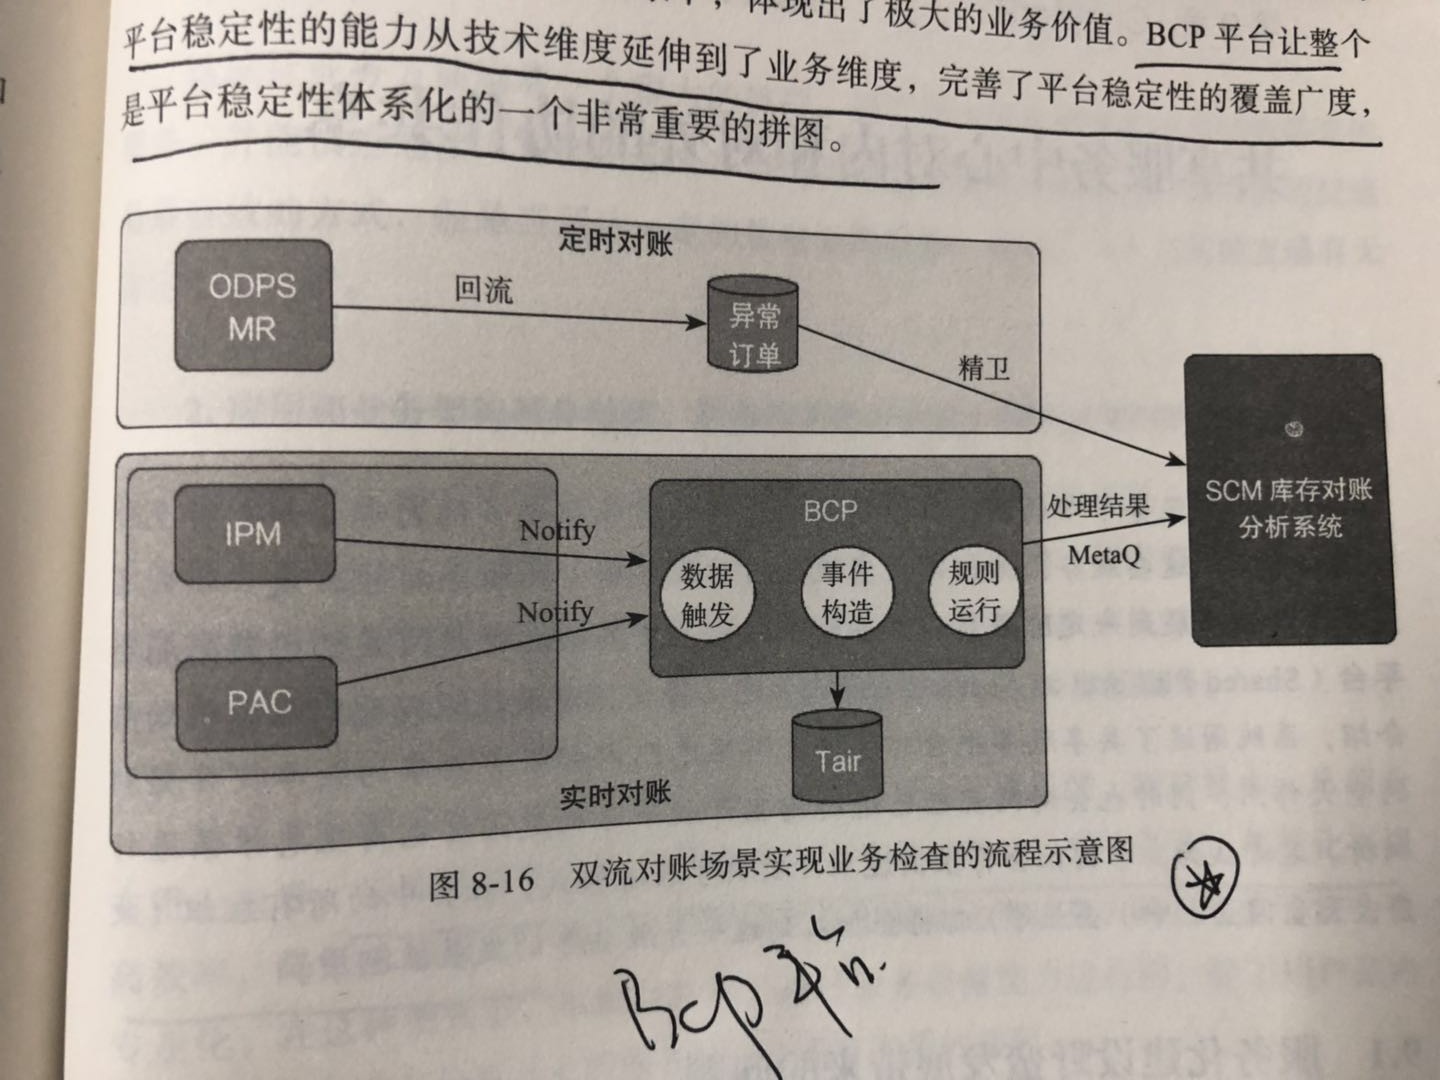 体现出了极大的业务价值。BCP 平台让整个
平台稳定性的能力从技术维度延伸到了业务维度，完善了平台稳定性的覆盖广度，
是平台稳定性体系化的一个非常重要的拼图。
定时对账
ODPS
MR
回流
异常
订单
精卫
SCM 库存对账
分析系统
IPM
Notify
PAC
Notify
BCP
数据
触发
事件
构造
规则
运行
处理结果
MetaQ
Tair
实时对账
图 8-16 双流对账场景实现业务检查的流程示意图
Bcp 平台